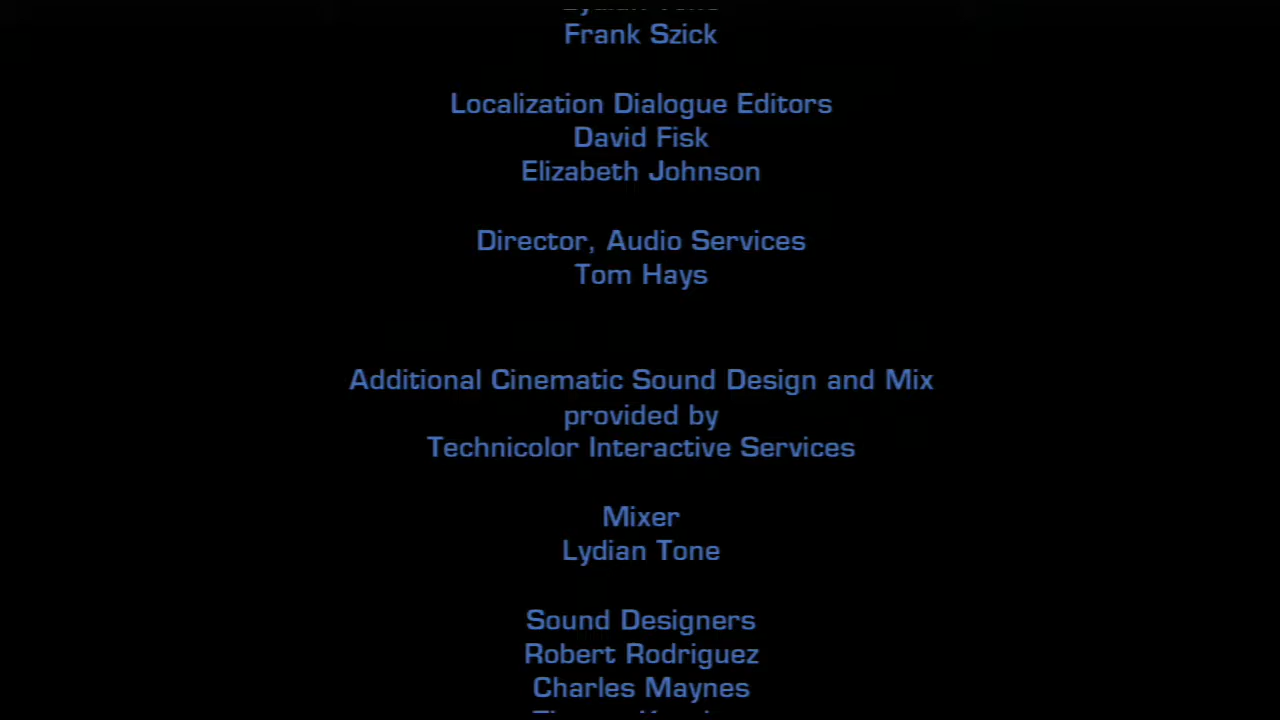 Frank Szick
Localization Dialogue Editors
David Fisk
Elizabeth Johnson
Director, Audio Services
Tom Hays
Additional Cinematic Sound Design and Mix
provided by
Technicolor Interactive Services
Mixer
Lydian Tone
Sound Designers
Robert Rodriguez
Charles Maynes